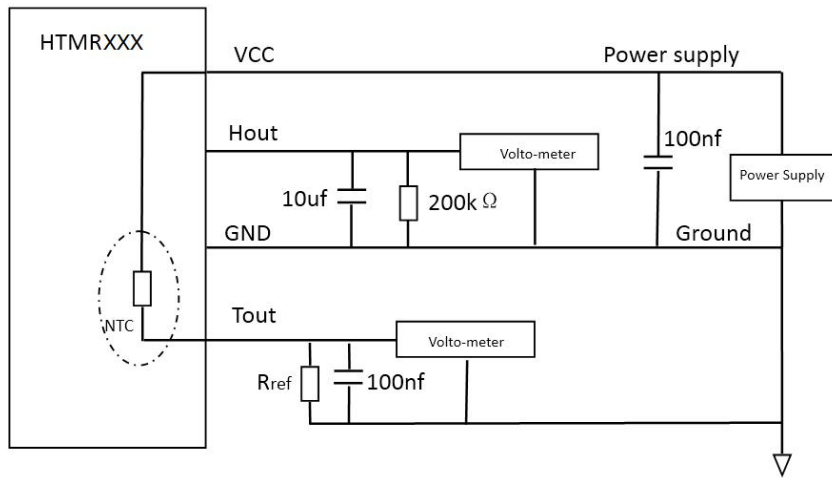 HTMRXXX
VCC
Power supply
Hout
Volto-meter
100nf
Power Supply
10uf
200k Ω
GND
Ground
NTC
Tout
Volto-meter
Rref
100nf